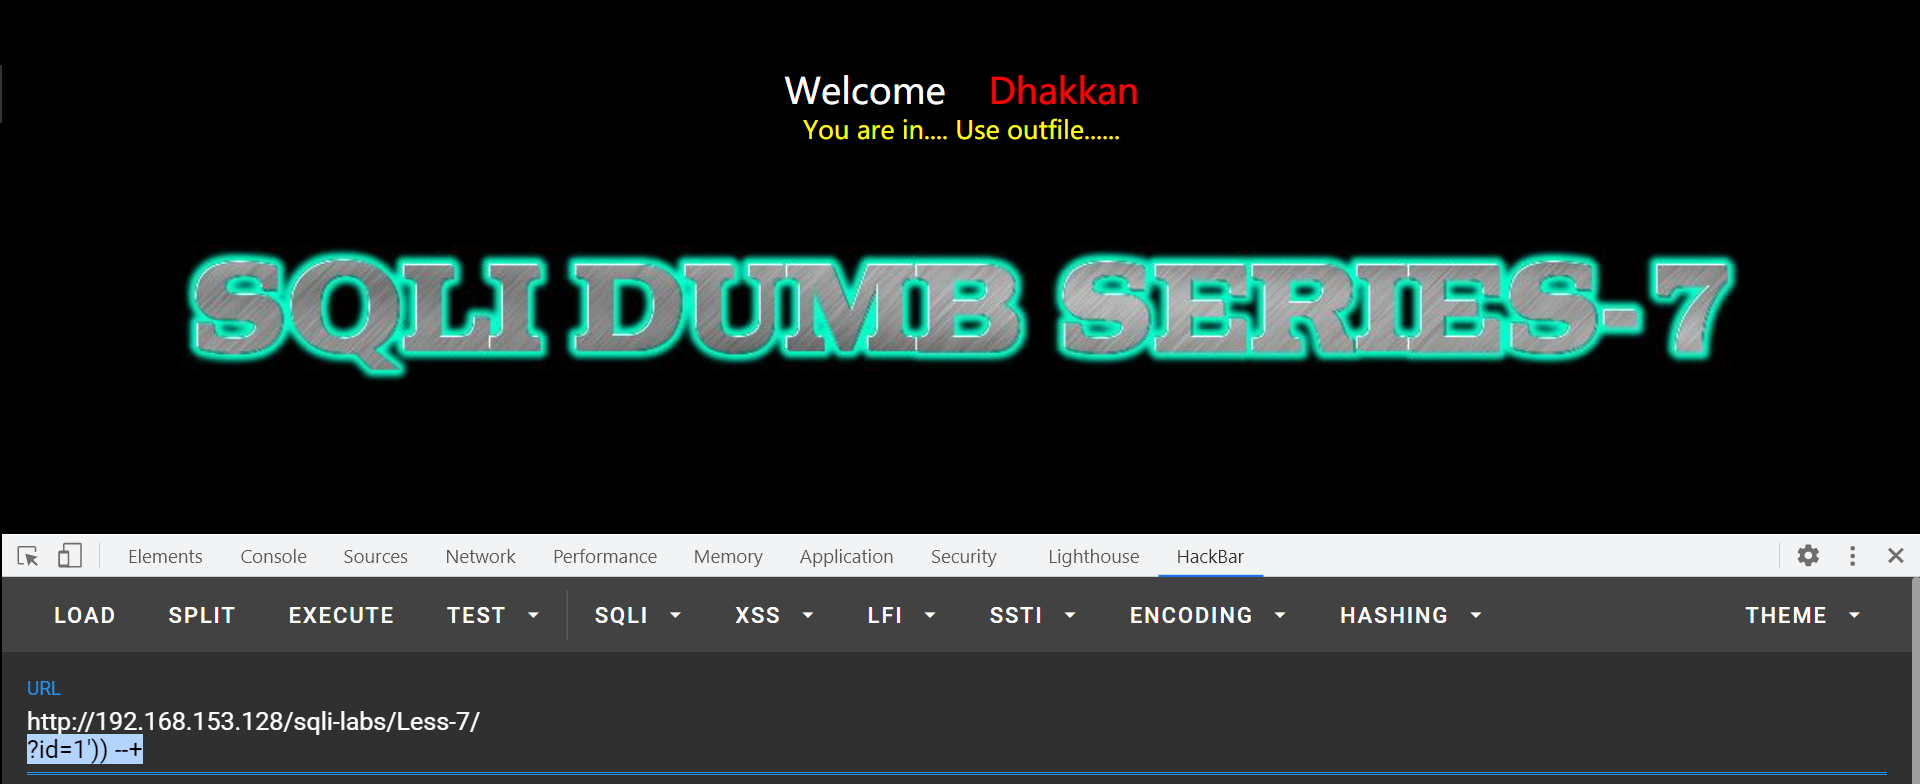 Welcome Dhakkan
You are in.... Use outfile......
SQLI DUMB SERIES-7
Elements Console Sources Network Performance Memory Application Security Lighthouse HackBar
LOAD SPLIT EXECUTE TEST SQLI XSS LFI SSTI ENCODING HASHING THEME
URL
http://192.168.153.128/sqli-labs/Less-7/
?id=1')) --+